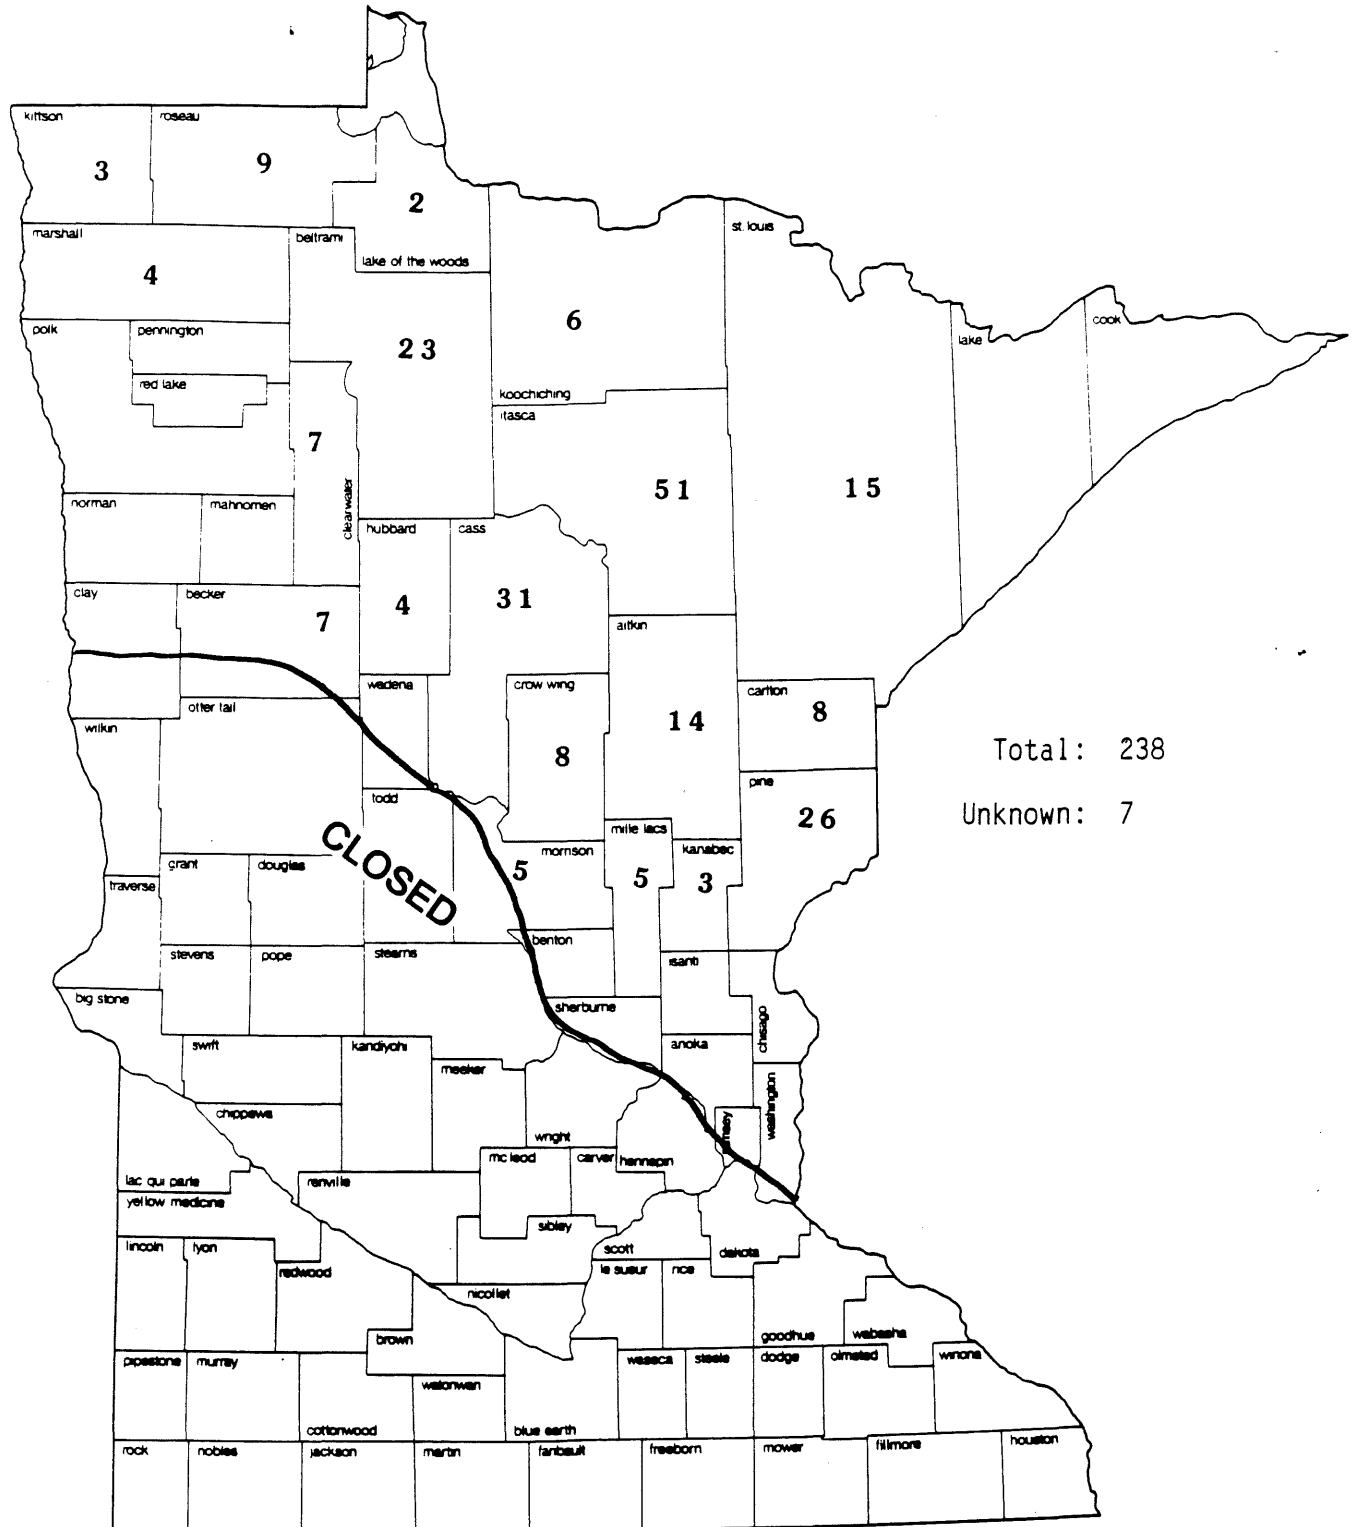 kittson
roseau
3
9
2
marshall
beltrami
lake of the woods
st. louis
4
6
polk
pennington
23
lake
cook
red lake
koochiching
itasca
7
51
15
norman
mahnomen
clearwater
hubbard
cass
clay
becker
7
4
31
aitkin
wadena
crow wing
carlton
otter tail
wilkin
14
8
8
Total: 238
todd
pine
Unknown: 7
26
CLOSED
mille lacs
morrison
kanabec
grant
douglas
5
5
3
traverse
benton
stevens
pope
stearns
isanti
big stone
sherburne
chisago
swift
kandiyohi
anoka
meeker
washington
chippewa
wright
mc leod
carver
hennepin
lac qui parle
renville
yellow medicine
sibley
lincoln
lyon
scott
dakota
redwood
le sueur
rice
nicollet
brown
goodhue
wabasha
pipestone
murray
waseca
steele
dodge
olmsted
winona
watonwan
cottonwood
blue earth
rock
nobles
jackson
martin
faribault
freeborn
mower
fillmore
houston